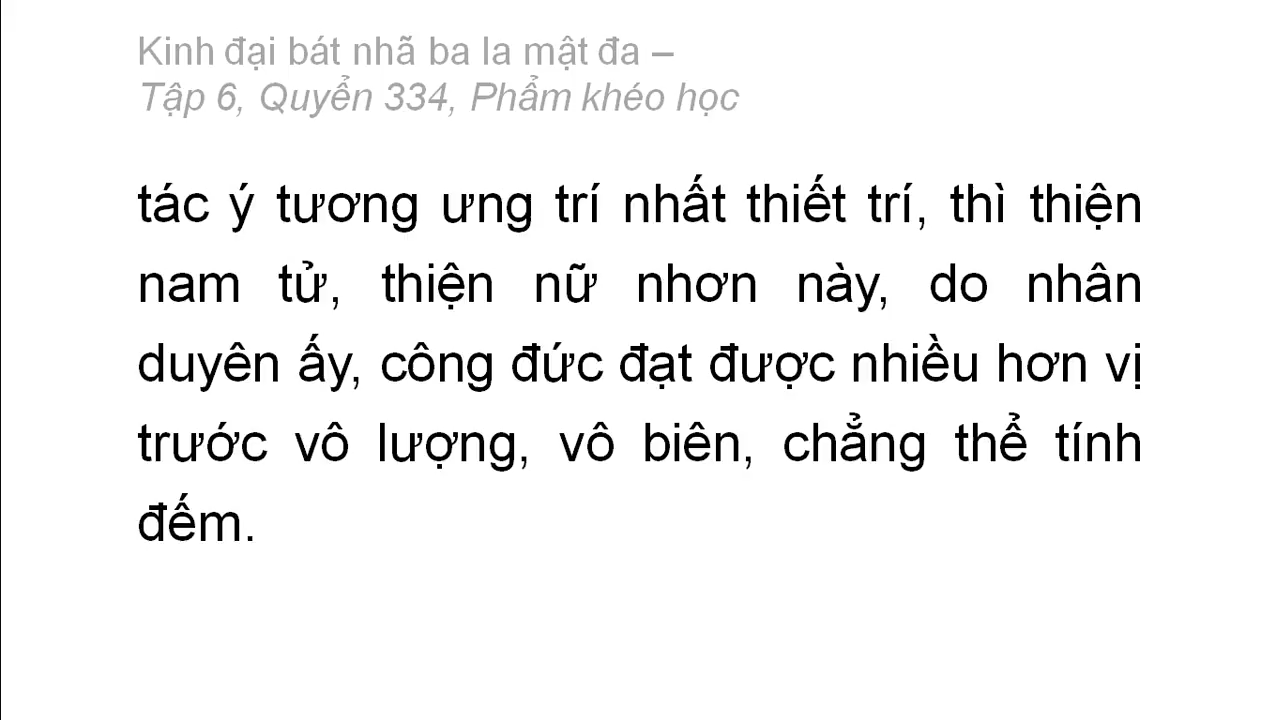 Kinh đại bát nhã ba la mật đa –
Tập 6, Quyển 334, Phẩm khéo học
tác ý tương ưng trí nhất thiết trí, thì thiện
nam tử, thiện nữ nhơn này, do nhân
duyên ấy, công đức đạt được nhiều hơn vị
trước vô lượng, vô biên, chẳng thể tính
đếm.